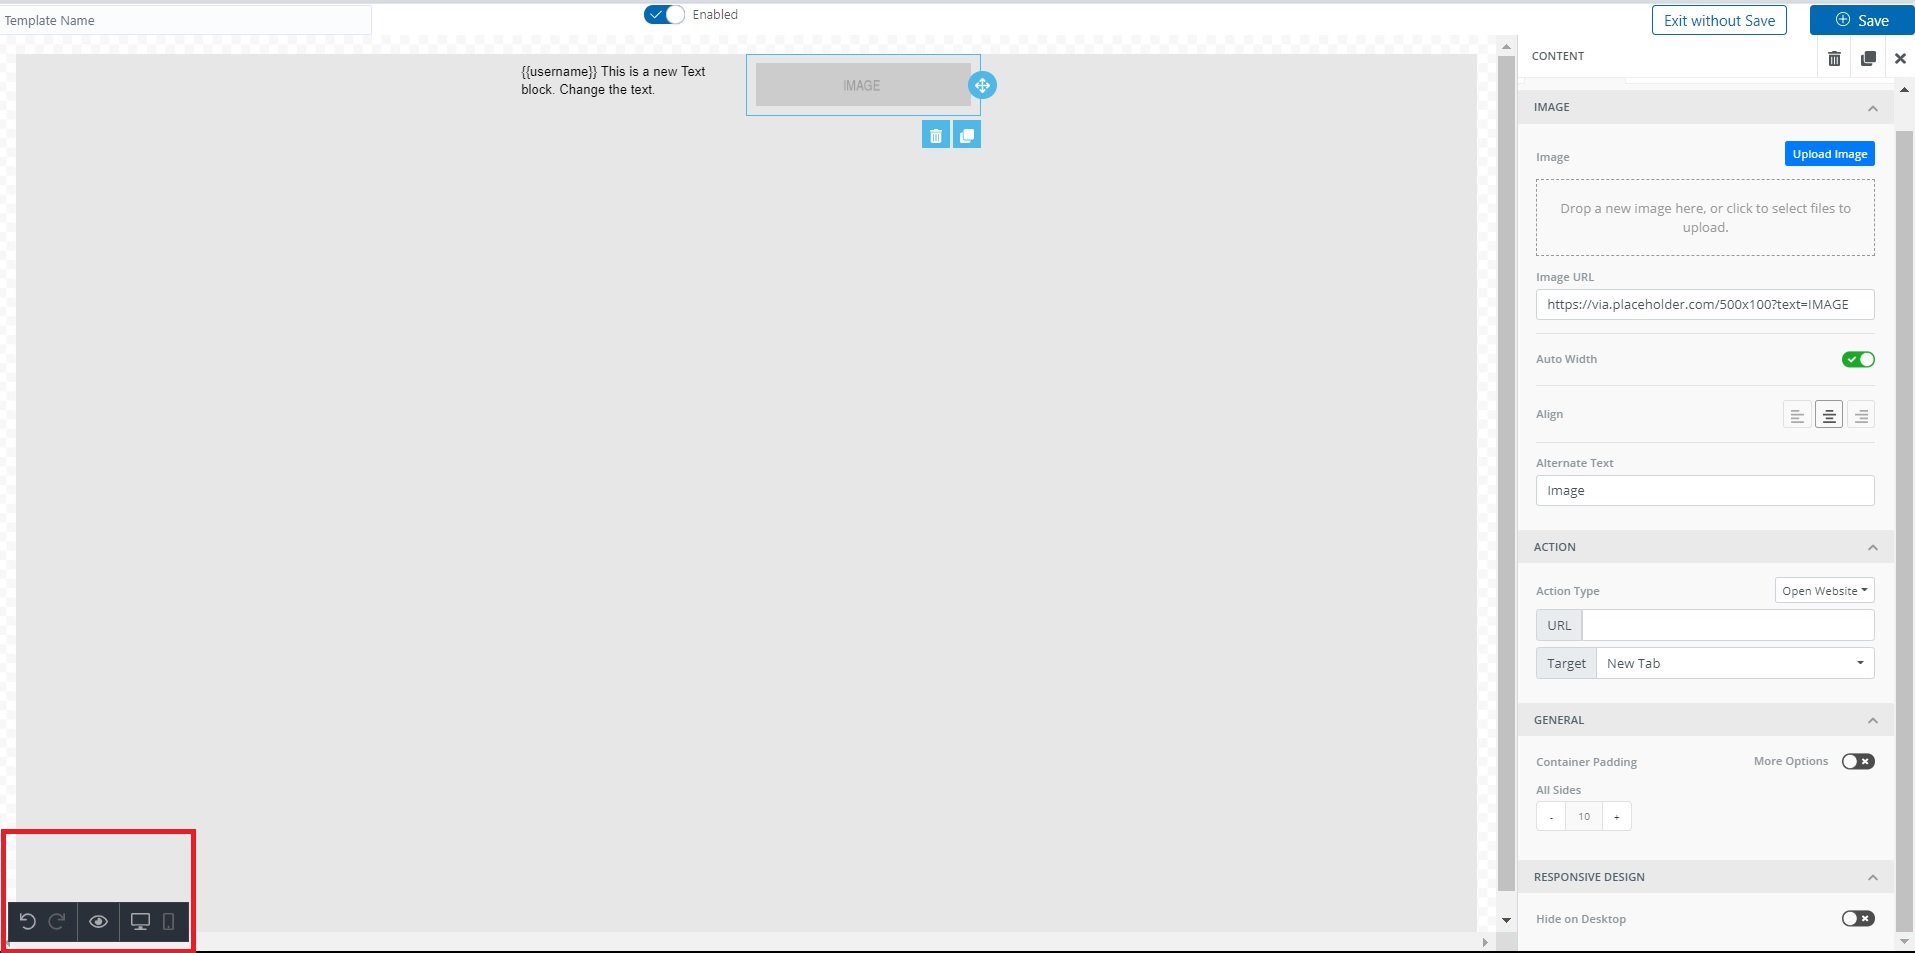 Template Name
Enabled
Exit without Save
Save
{{username}} This is a new Text
block. Change the text.
IMAGE
CONTENT
IMAGE
Image
Upload Image
Drop a new image here, or click to select files to
upload.
Image URL
https://via.placeholder.com/500x100?text=IMAGE
Auto Width
Align
Alternate Text
Image
ACTION
Action Type
Open Website
URL
Target
New Tab
GENERAL
Container Padding
More Options
All Sides
- 10 +
RESPONSIVE DESIGN
Hide on Desktop